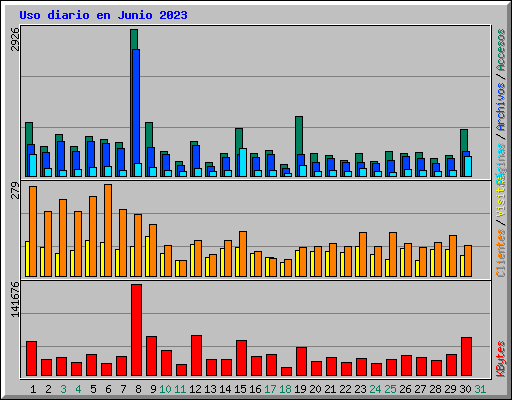 Uso diario en Junio 2023
2926
279
141676
Accesos / Archivos / Páginas
Clientes / visitas
KBytes
1 2 3 4 5 6 7 8 9 10 11 12 13 14 15 16 17 18 19 20 21 22 23 24 25 26 27 28 29 30 31